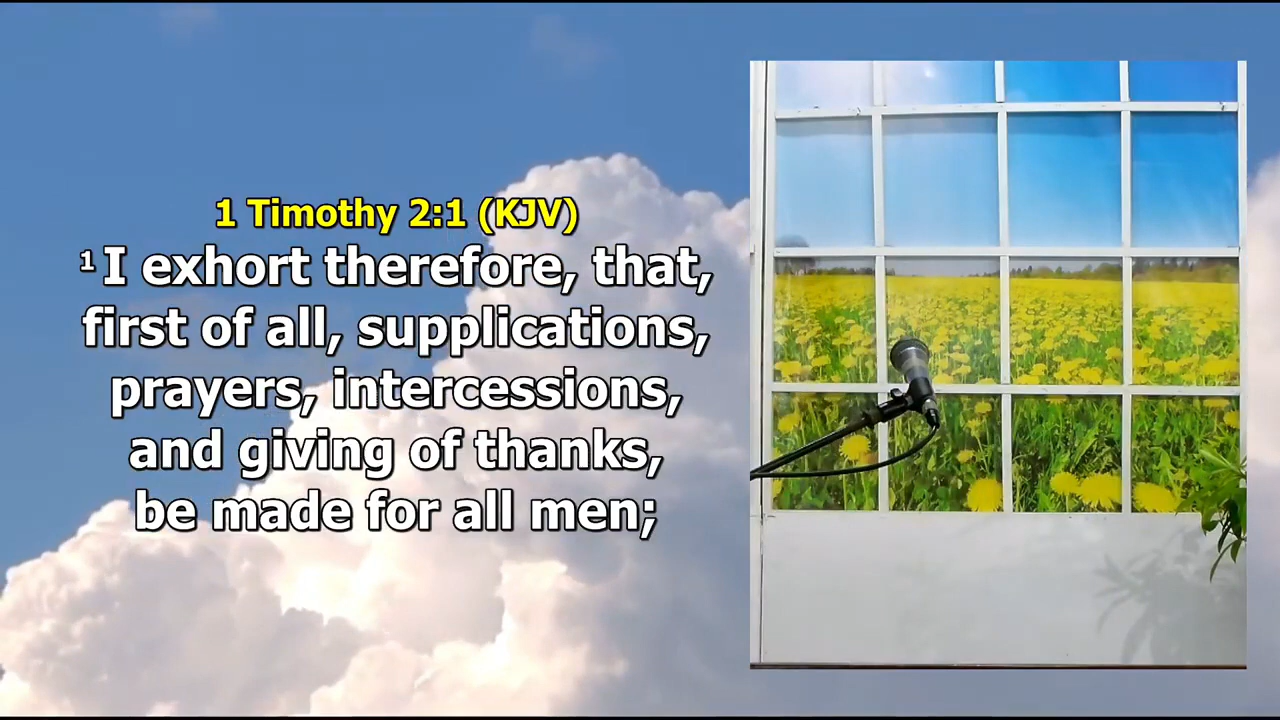 1 Timothy 2:1 (KJV)
1 I exhort therefore, that,
first of all, supplications,
prayers, intercessions,
and giving of thanks,
be made for all men;